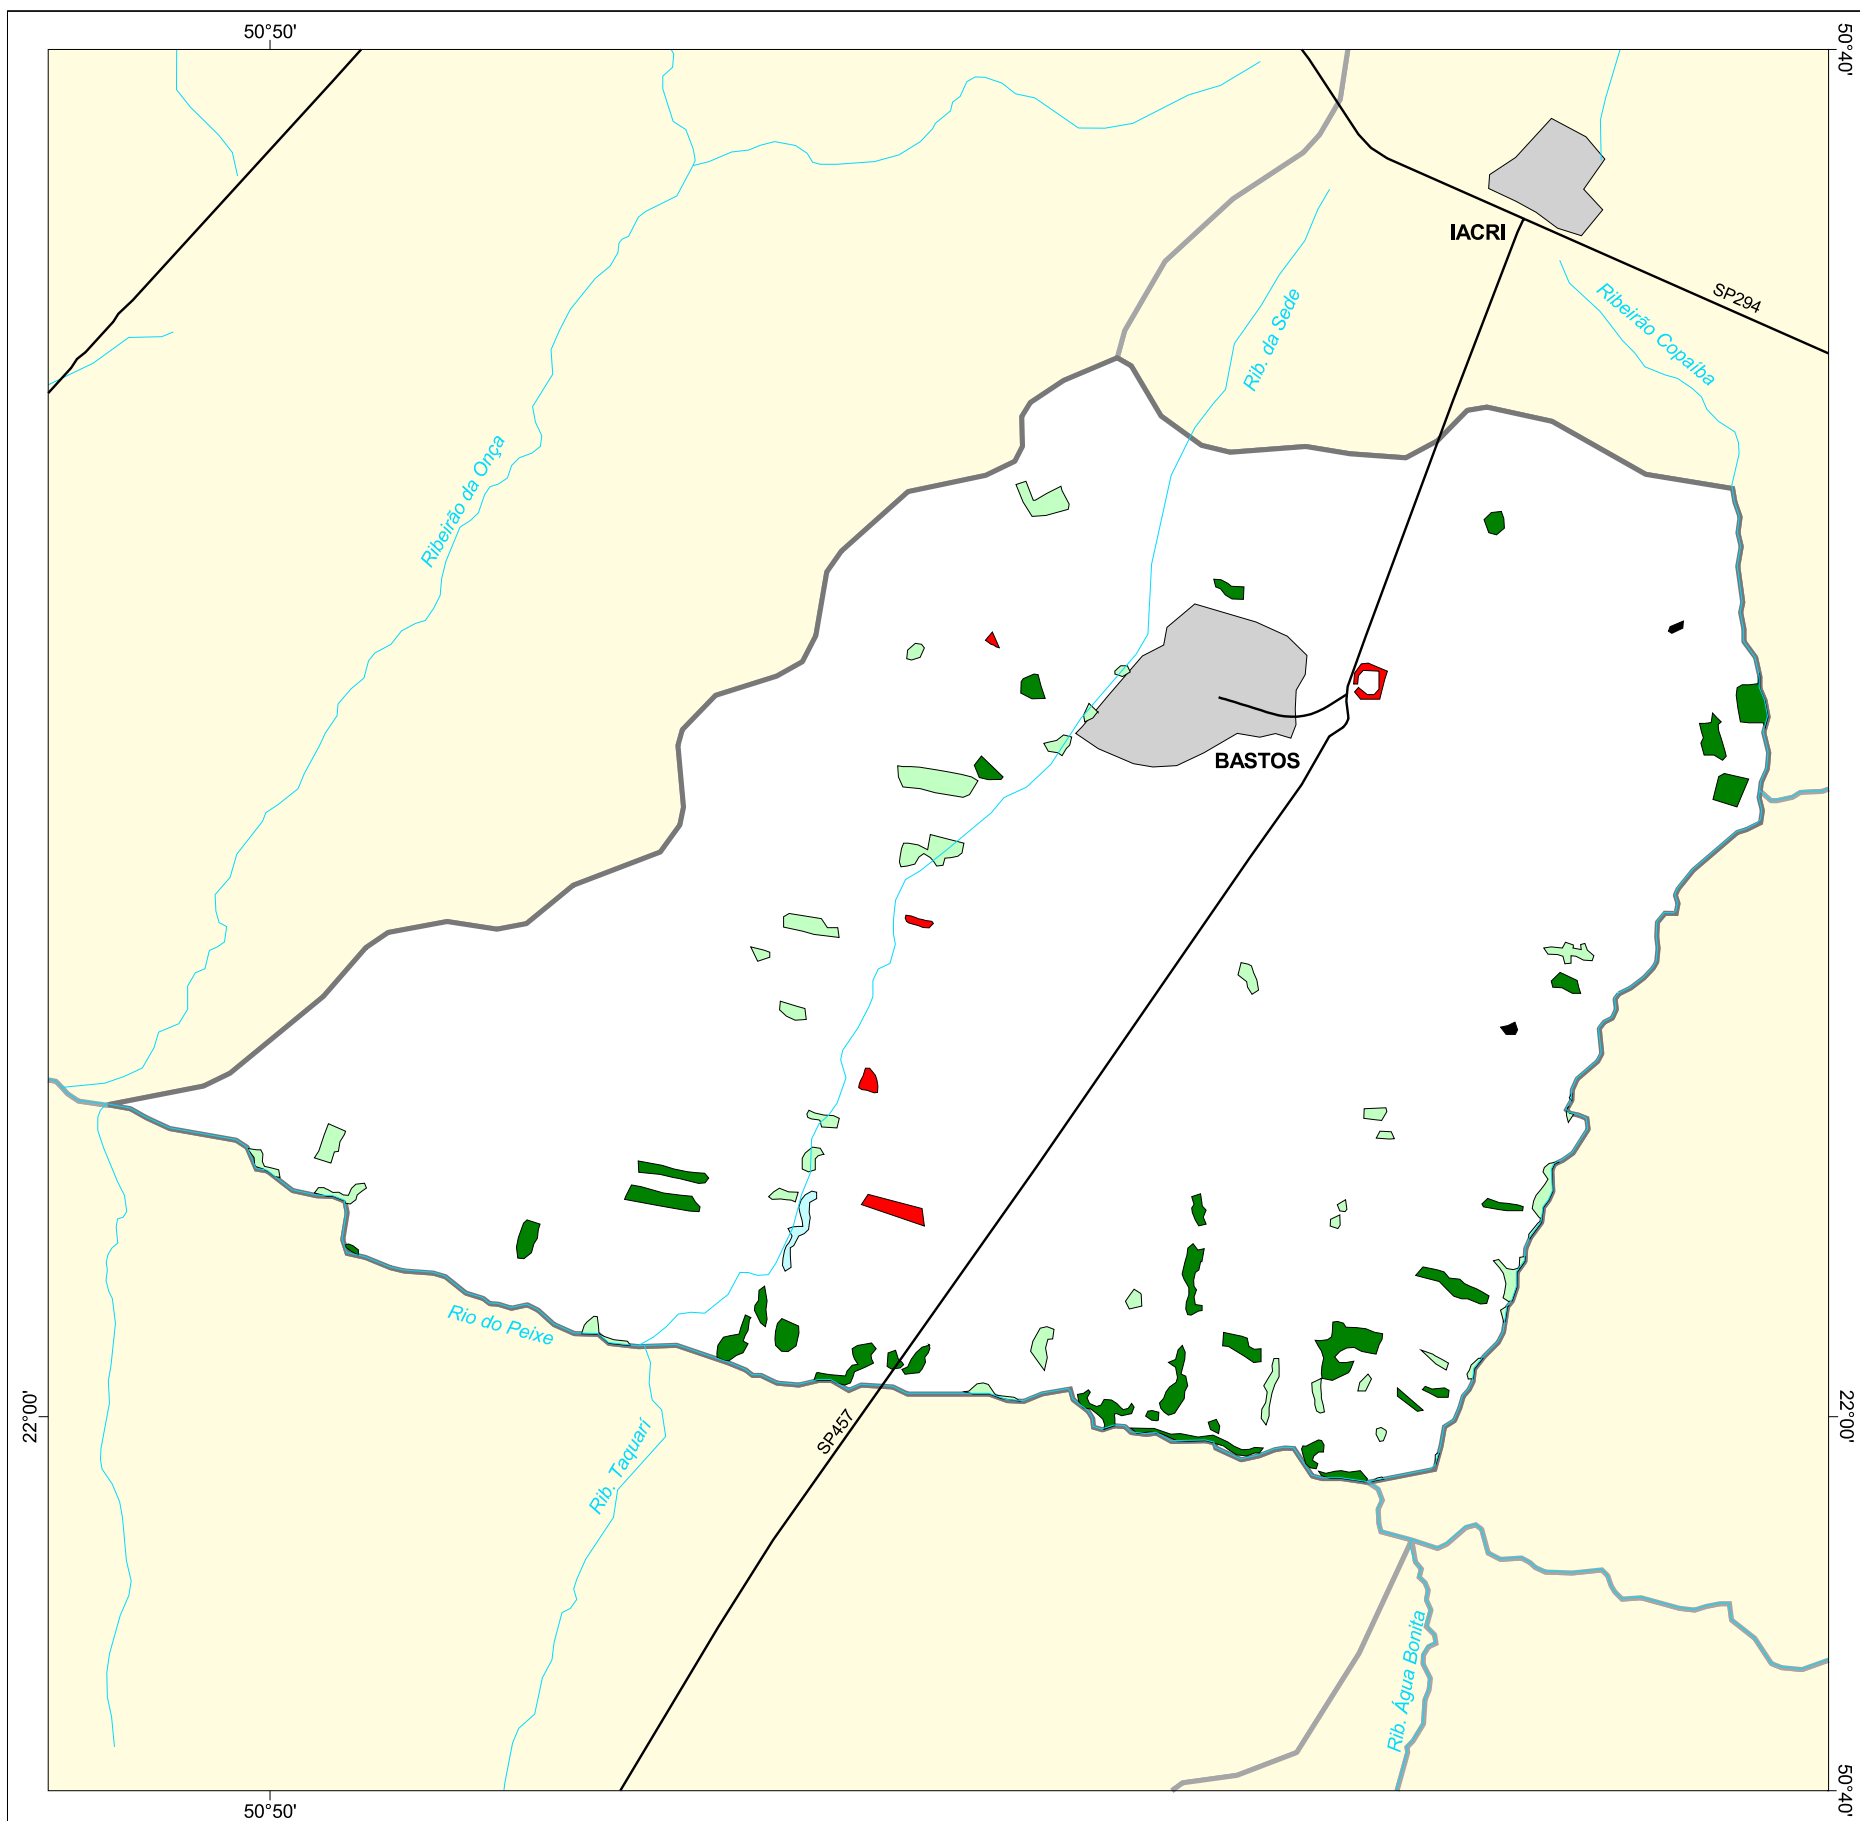 50°50'
50°40'
IACRI
SP294
Ribeirão Copaíba
Rib. da Sede
Ribeirão da Onça
BASTOS
Rio do Peixe
22°00'
22°00'
SP457
Rib. Taquarí
Rib. Água Bonita
50°50'
50°40'